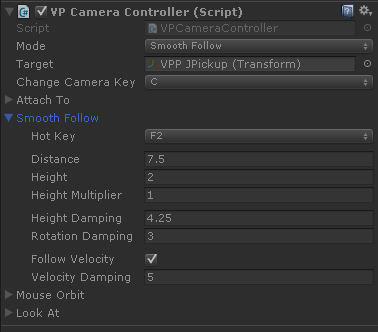 VP Camera Controller (Script)
Script VPCameraController
Mode Smooth Follow
Target VPP JPickup (Transform)
Change Camera Key C
Attach To
Smooth Follow
Hot Key F2
Distance 7.5
Height 2
Height Multiplier 1
Height Damping 4.25
Rotation Damping 3
Follow Velocity
Velocity Damping 5
Mouse Orbit
Look At